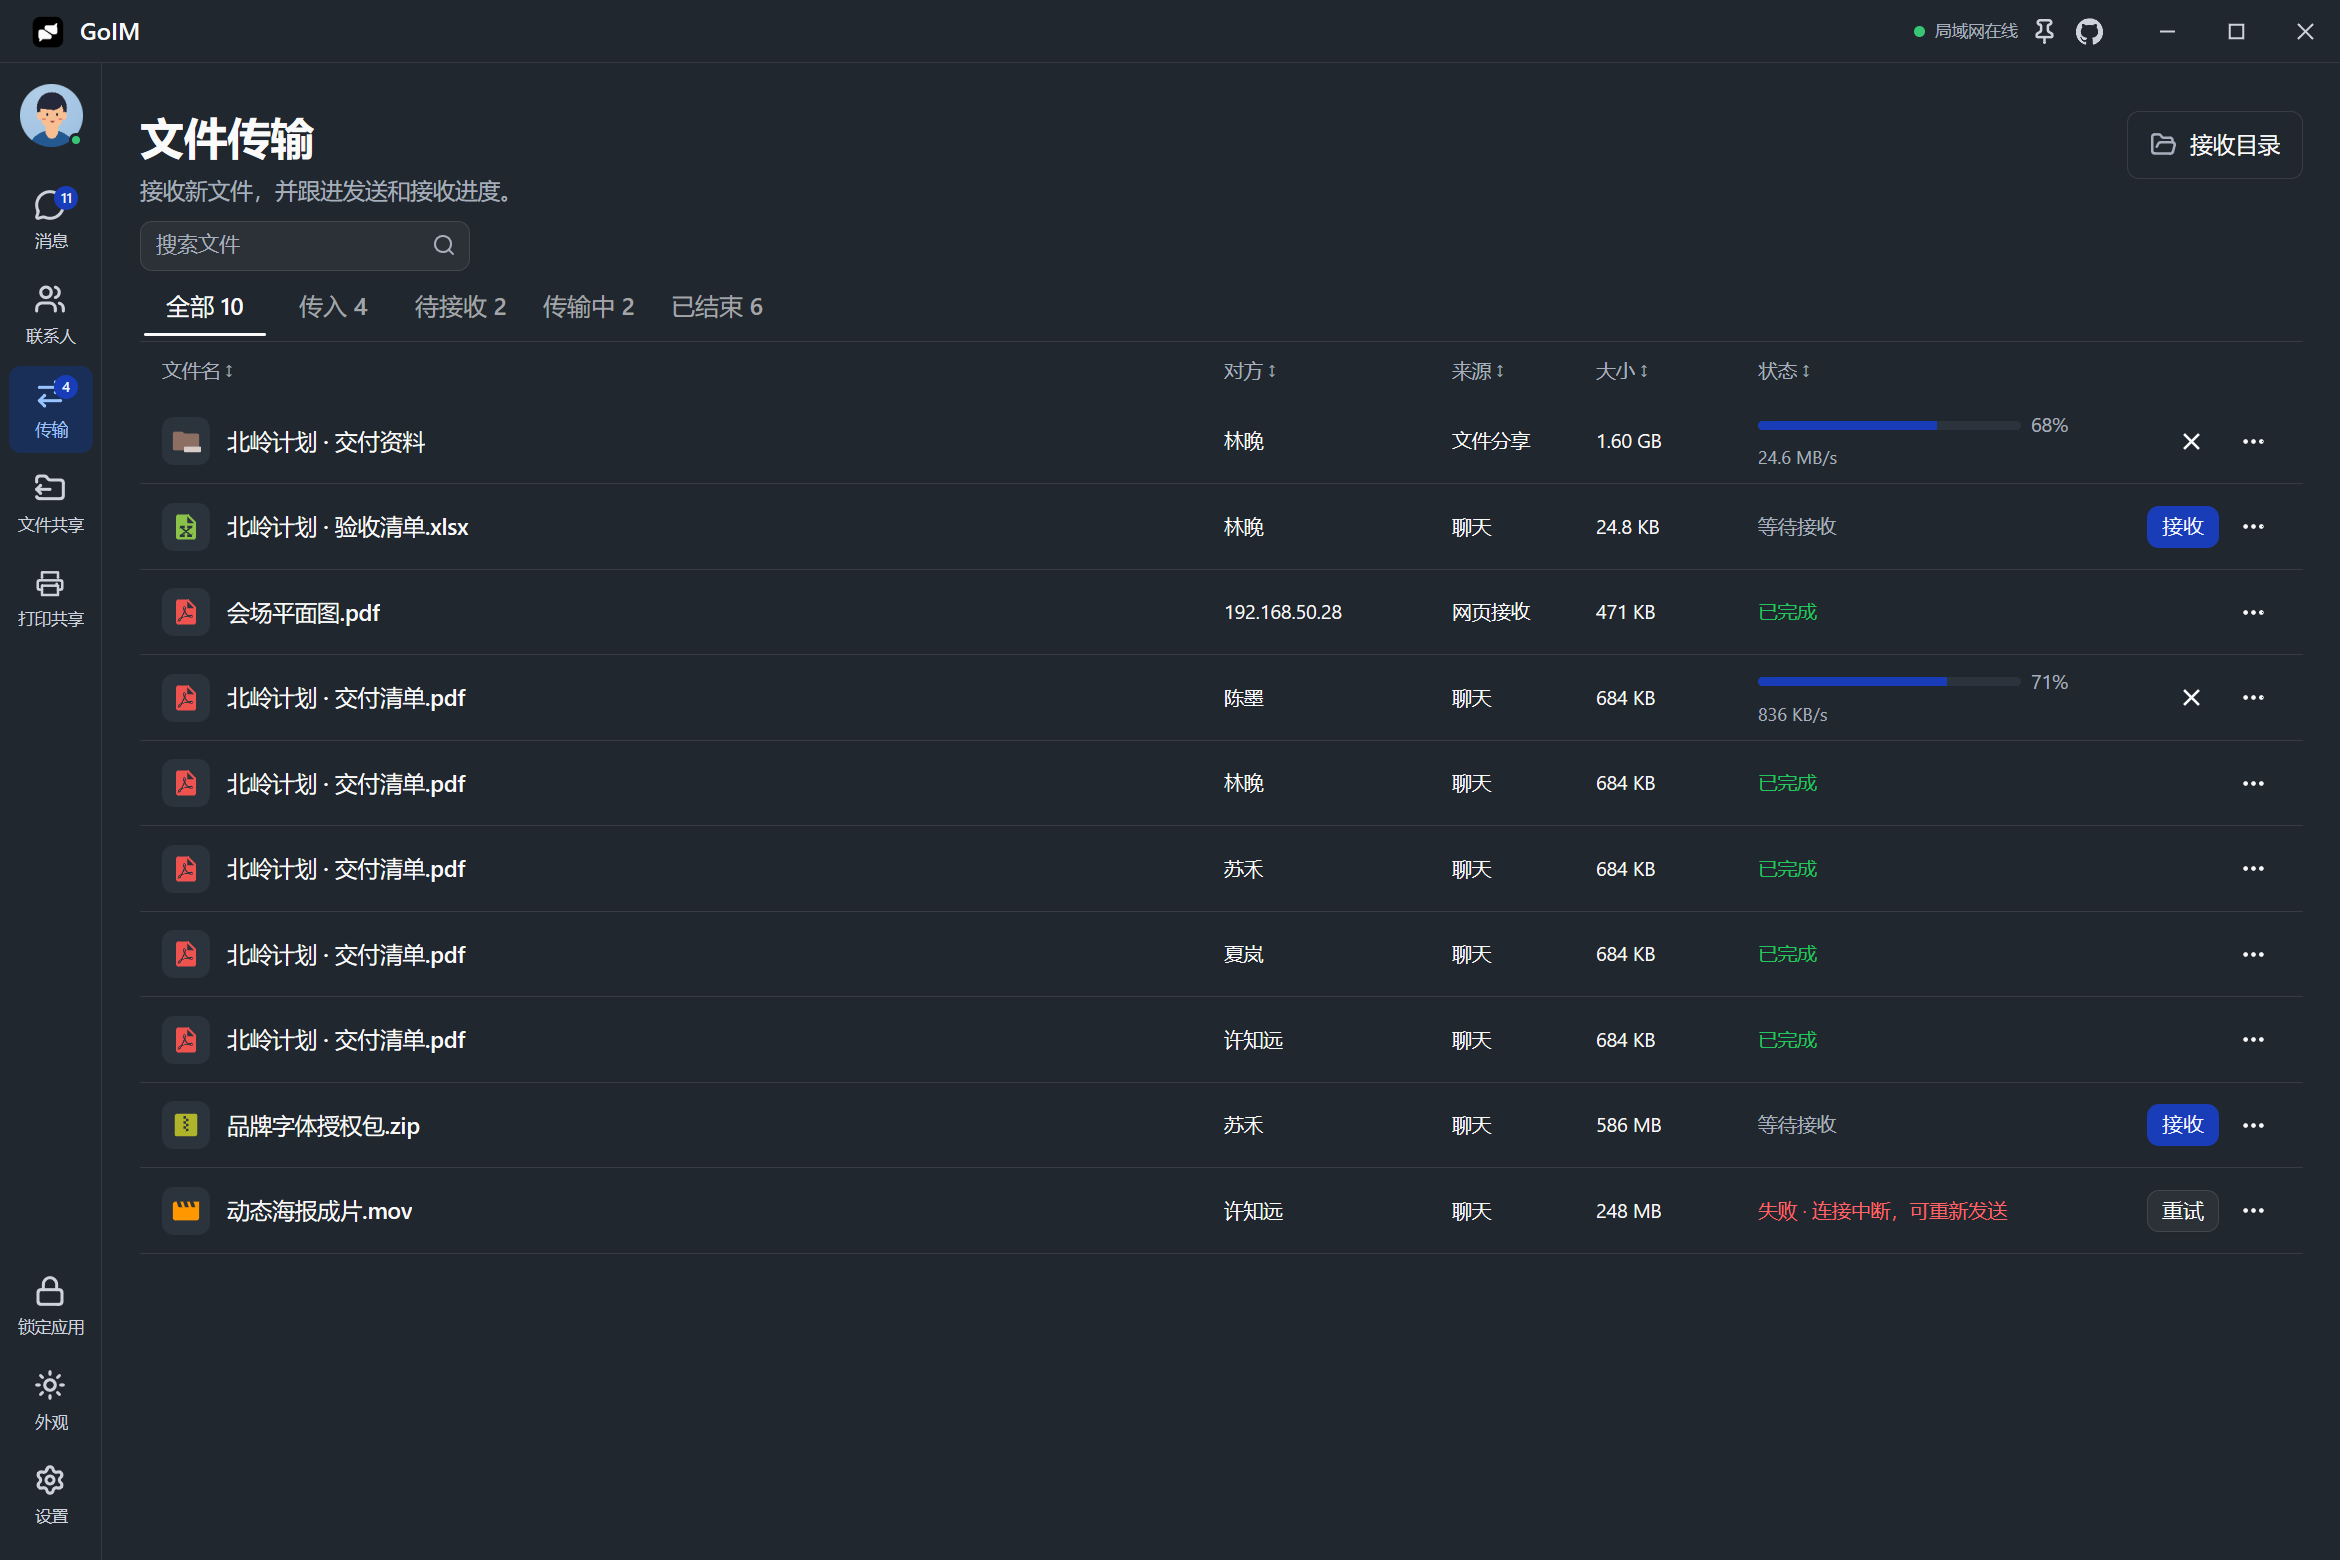 GoIM
局域网在线
11
消息
联系人
4
传输
文件共享
打印共享
锁定应用
外观
设置
文件传输
接收新文件，并跟进发送和接收进度。
接收目录
搜索文件
全部 10 传入 4 待接收 2 传输中 2 已结束 6
文件名 对方 来源 大小 状态
北岭计划 · 交付资料 林晚 文件分享 1.60 GB 68%
24.6 MB/s
北岭计划 · 验收清单.xlsx 林晚 聊天 24.8 KB 等待接收 接收
会场平面图.pdf 192.168.50.28 网页接收 471 KB 已完成
北岭计划 · 交付清单.pdf 陈墨 聊天 684 KB 71%
836 KB/s
北岭计划 · 交付清单.pdf 林晚 聊天 684 KB 已完成
北岭计划 · 交付清单.pdf 苏禾 聊天 684 KB 已完成
北岭计划 · 交付清单.pdf 夏岚 聊天 684 KB 已完成
北岭计划 · 交付清单.pdf 许知远 聊天 684 KB 已完成
品牌字体授权包.zip 苏禾 聊天 586 MB 等待接收 接收
动态海报成片.mov 许知远 聊天 248 MB 失败 · 连接中断，可重新发送 重试